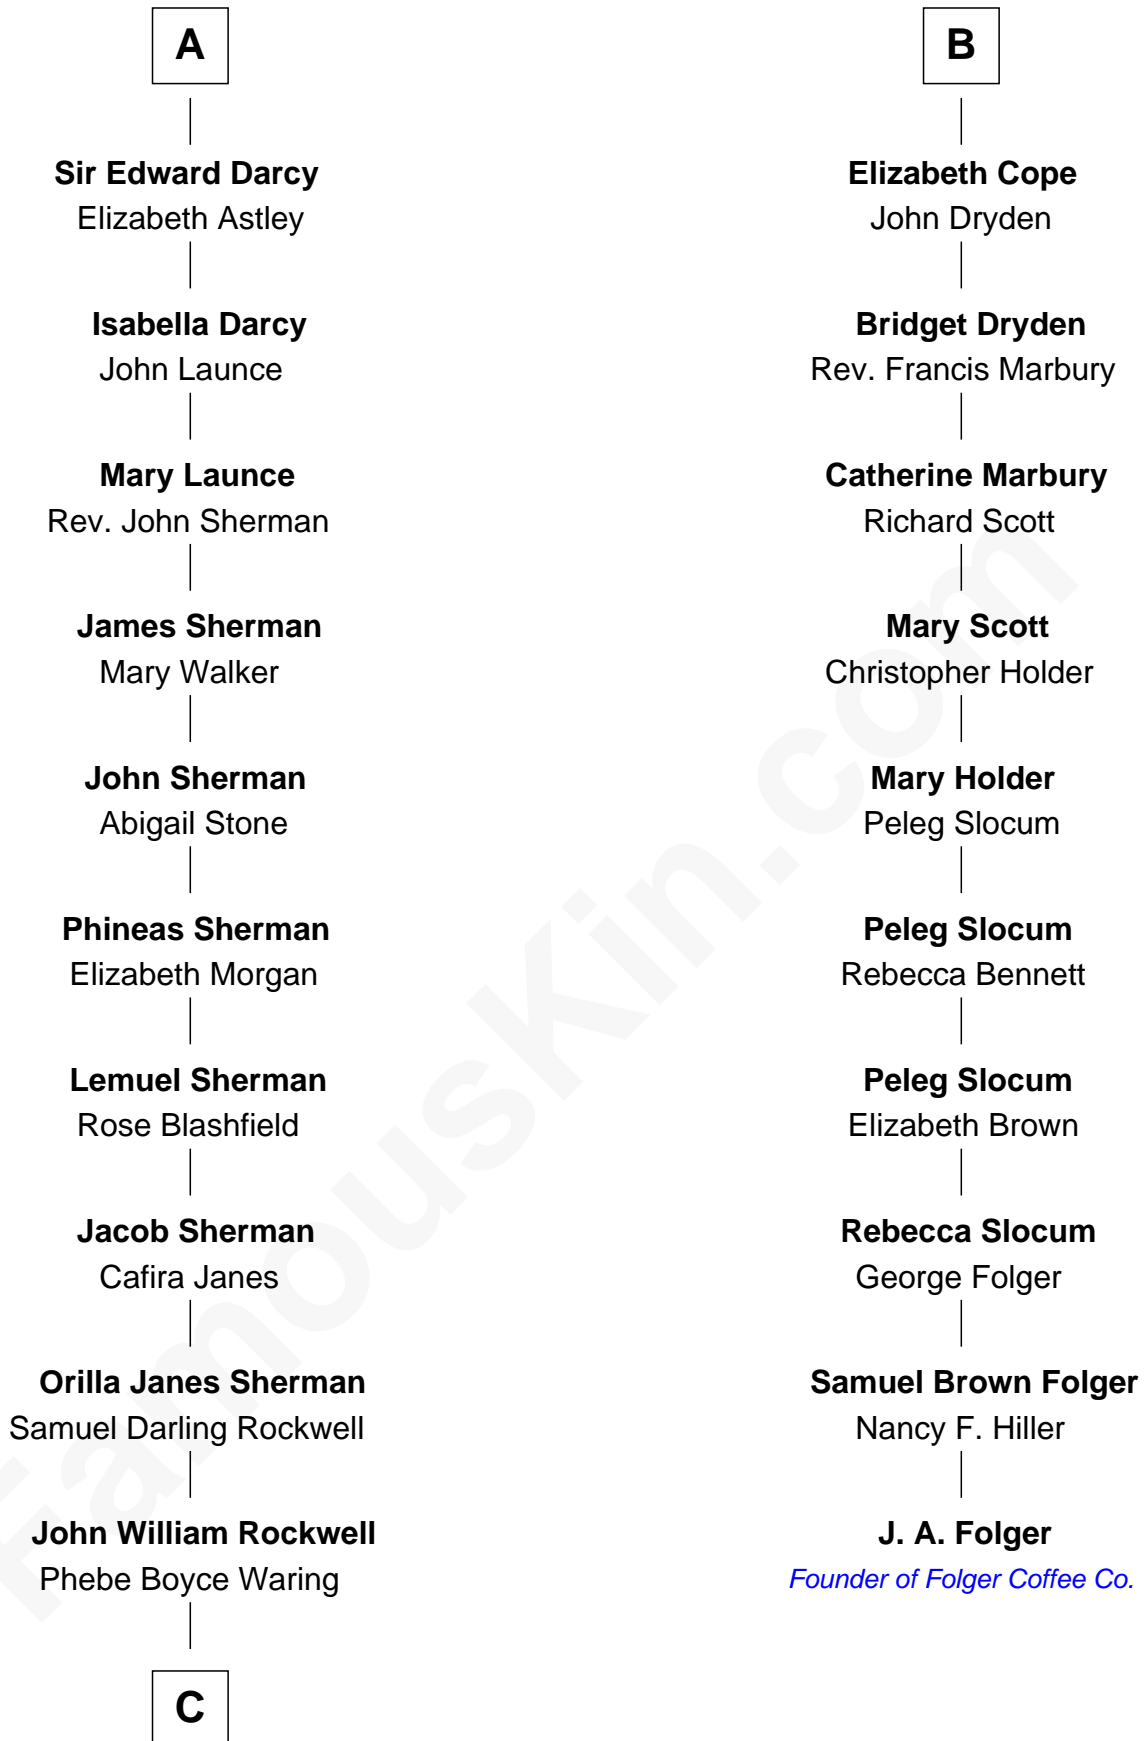 A
Sir Edward Darcy
Elizabeth Astley
Isabella Darcy
John Launce
Mary Launce
Rev. John Sherman
James Sherman
Mary Walker
John Sherman
Abigail Stone
Phineas Sherman
Elizabeth Morgan
Lemuel Sherman
Rose Blashfield
Jacob Sherman
Cafira Janes
Orilla Janes Sherman
Samuel Darling Rockwell
John William Rockwell
Phebe Boyce Waring
C
B
Elizabeth Cope
John Dryden
Bridget Dryden
Rev. Francis Marbury
Catherine Marbury
Richard Scott
Mary Scott
Christopher Holder
Mary Holder
Peleg Slocum
Peleg Slocum
Rebecca Bennett
Peleg Slocum
Elizabeth Brown
Rebecca Slocum
George Folger
Samuel Brown Folger
Nancy F. Hiller
J. A. Folger
Founder of Folger Coffee Co.
FamousKin.com